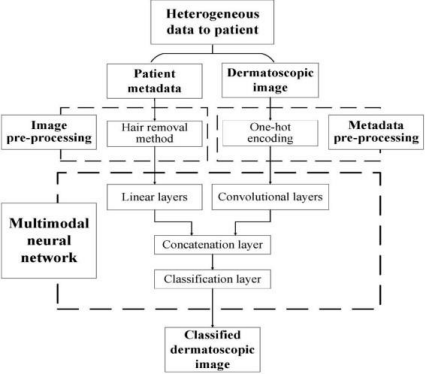 Heterogeneous
data to patient
Patient
metadata
Dermatoscopic
image
Image
pre-processing
Hair removal
method
One-hot
encoding
Metadata
pre-processing
Linear layers
Convolutional layers
Multimodal
neural
network
Concatenation layer
Classification layer
Classified
dermatoscopic
image